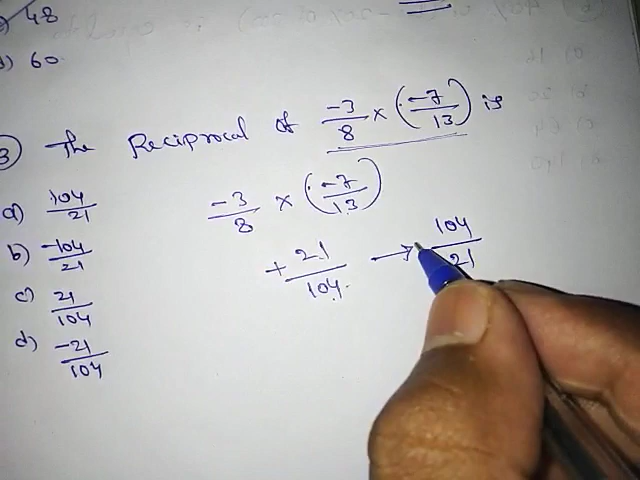 48
d) 60
3) The Reciprocal of -3/8 × (-7/13) is
-3/8 × (-7/13)
a) 104/21
b) -104/21
+ 21/104 → 104/21
c) 21/104
d) -21/104